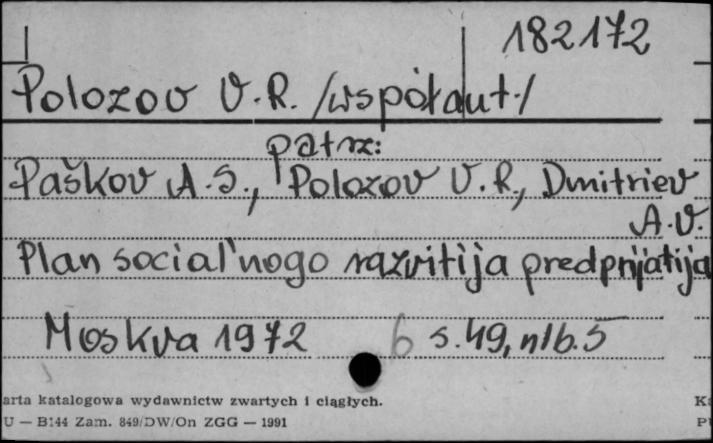 182172
Polozov V.R. /współaut./
patrz:
Paškov A.S., Polozov V.R., Dmitriev
A.V.
Plan social'nogo razvitija predprijatija
Moskva 1972 b s.49, nlb.5
arta katalogowa wydawnictw zwartych i ciągłych.
U — B144 Zam. 849/DW/On ZGG — 1991
K
P